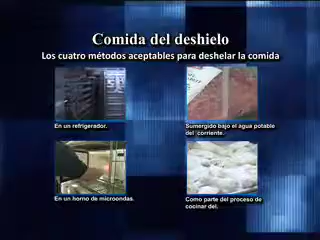 Comida del deshielo
Los cuatro métodos aceptables para deshelar la comida
En un refrigerador.
Sumergido bajo el agua potable
del corriente.
En un horno de microondas.
Como parte del proceso de
cocinar del.